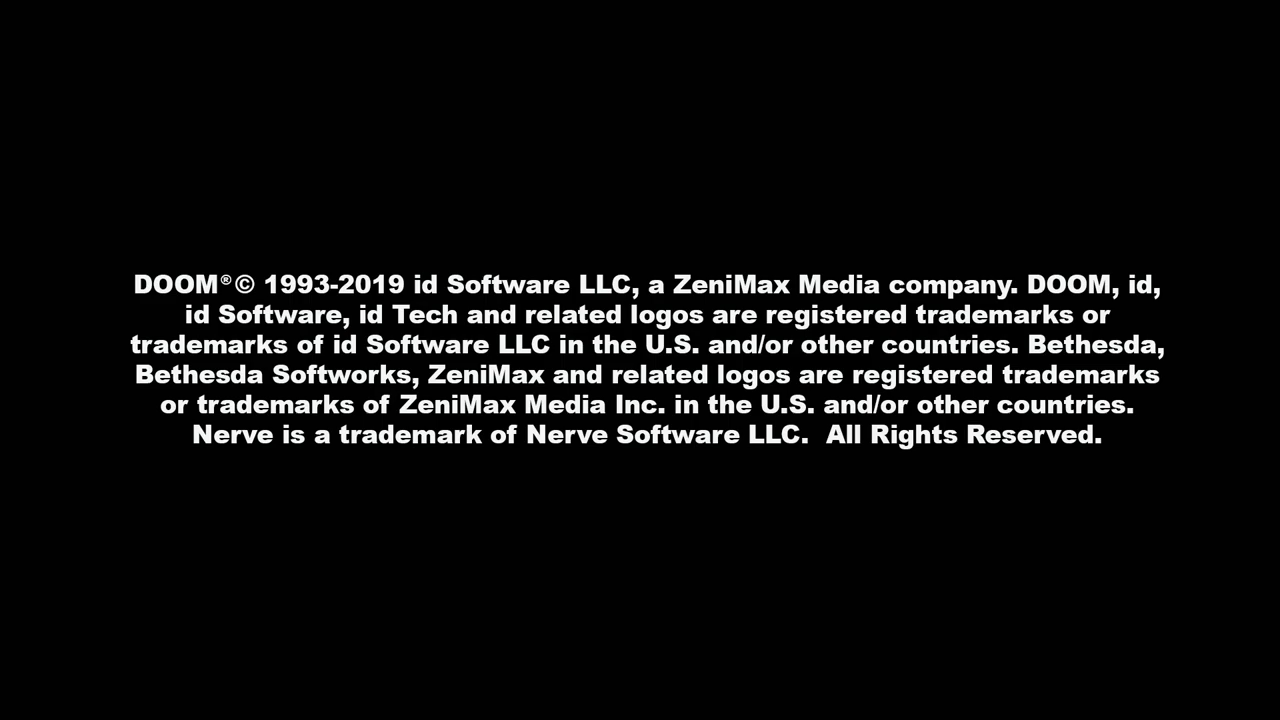 DOOM®© 1993-2019 id Software LLC, a ZeniMax Media company. DOOM, id,
id Software, id Tech and related logos are registered trademarks or
trademarks of id Software LLC in the U.S. and/or other countries. Bethesda,
Bethesda Softworks, ZeniMax and related logos are registered trademarks
or trademarks of ZeniMax Media Inc. in the U.S. and/or other countries.
Nerve is a trademark of Nerve Software LLC.  All Rights Reserved.